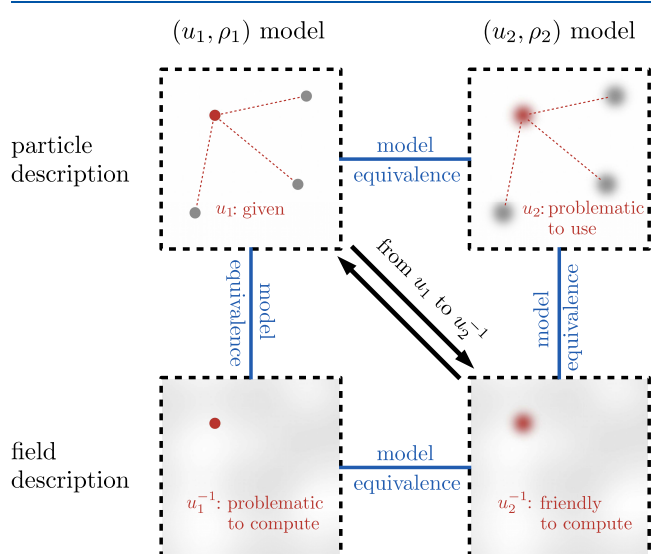 (u₁, ρ₁) model
(u₂, ρ₂) model
particle
description
u₁: given
model
equivalence
u₂: problematic
to use
model
equivalence
from u₁ to u₂⁻¹
model
equivalence
field
description
u₁⁻¹: problematic
to compute
model
equivalence
u₂⁻¹: friendly
to compute